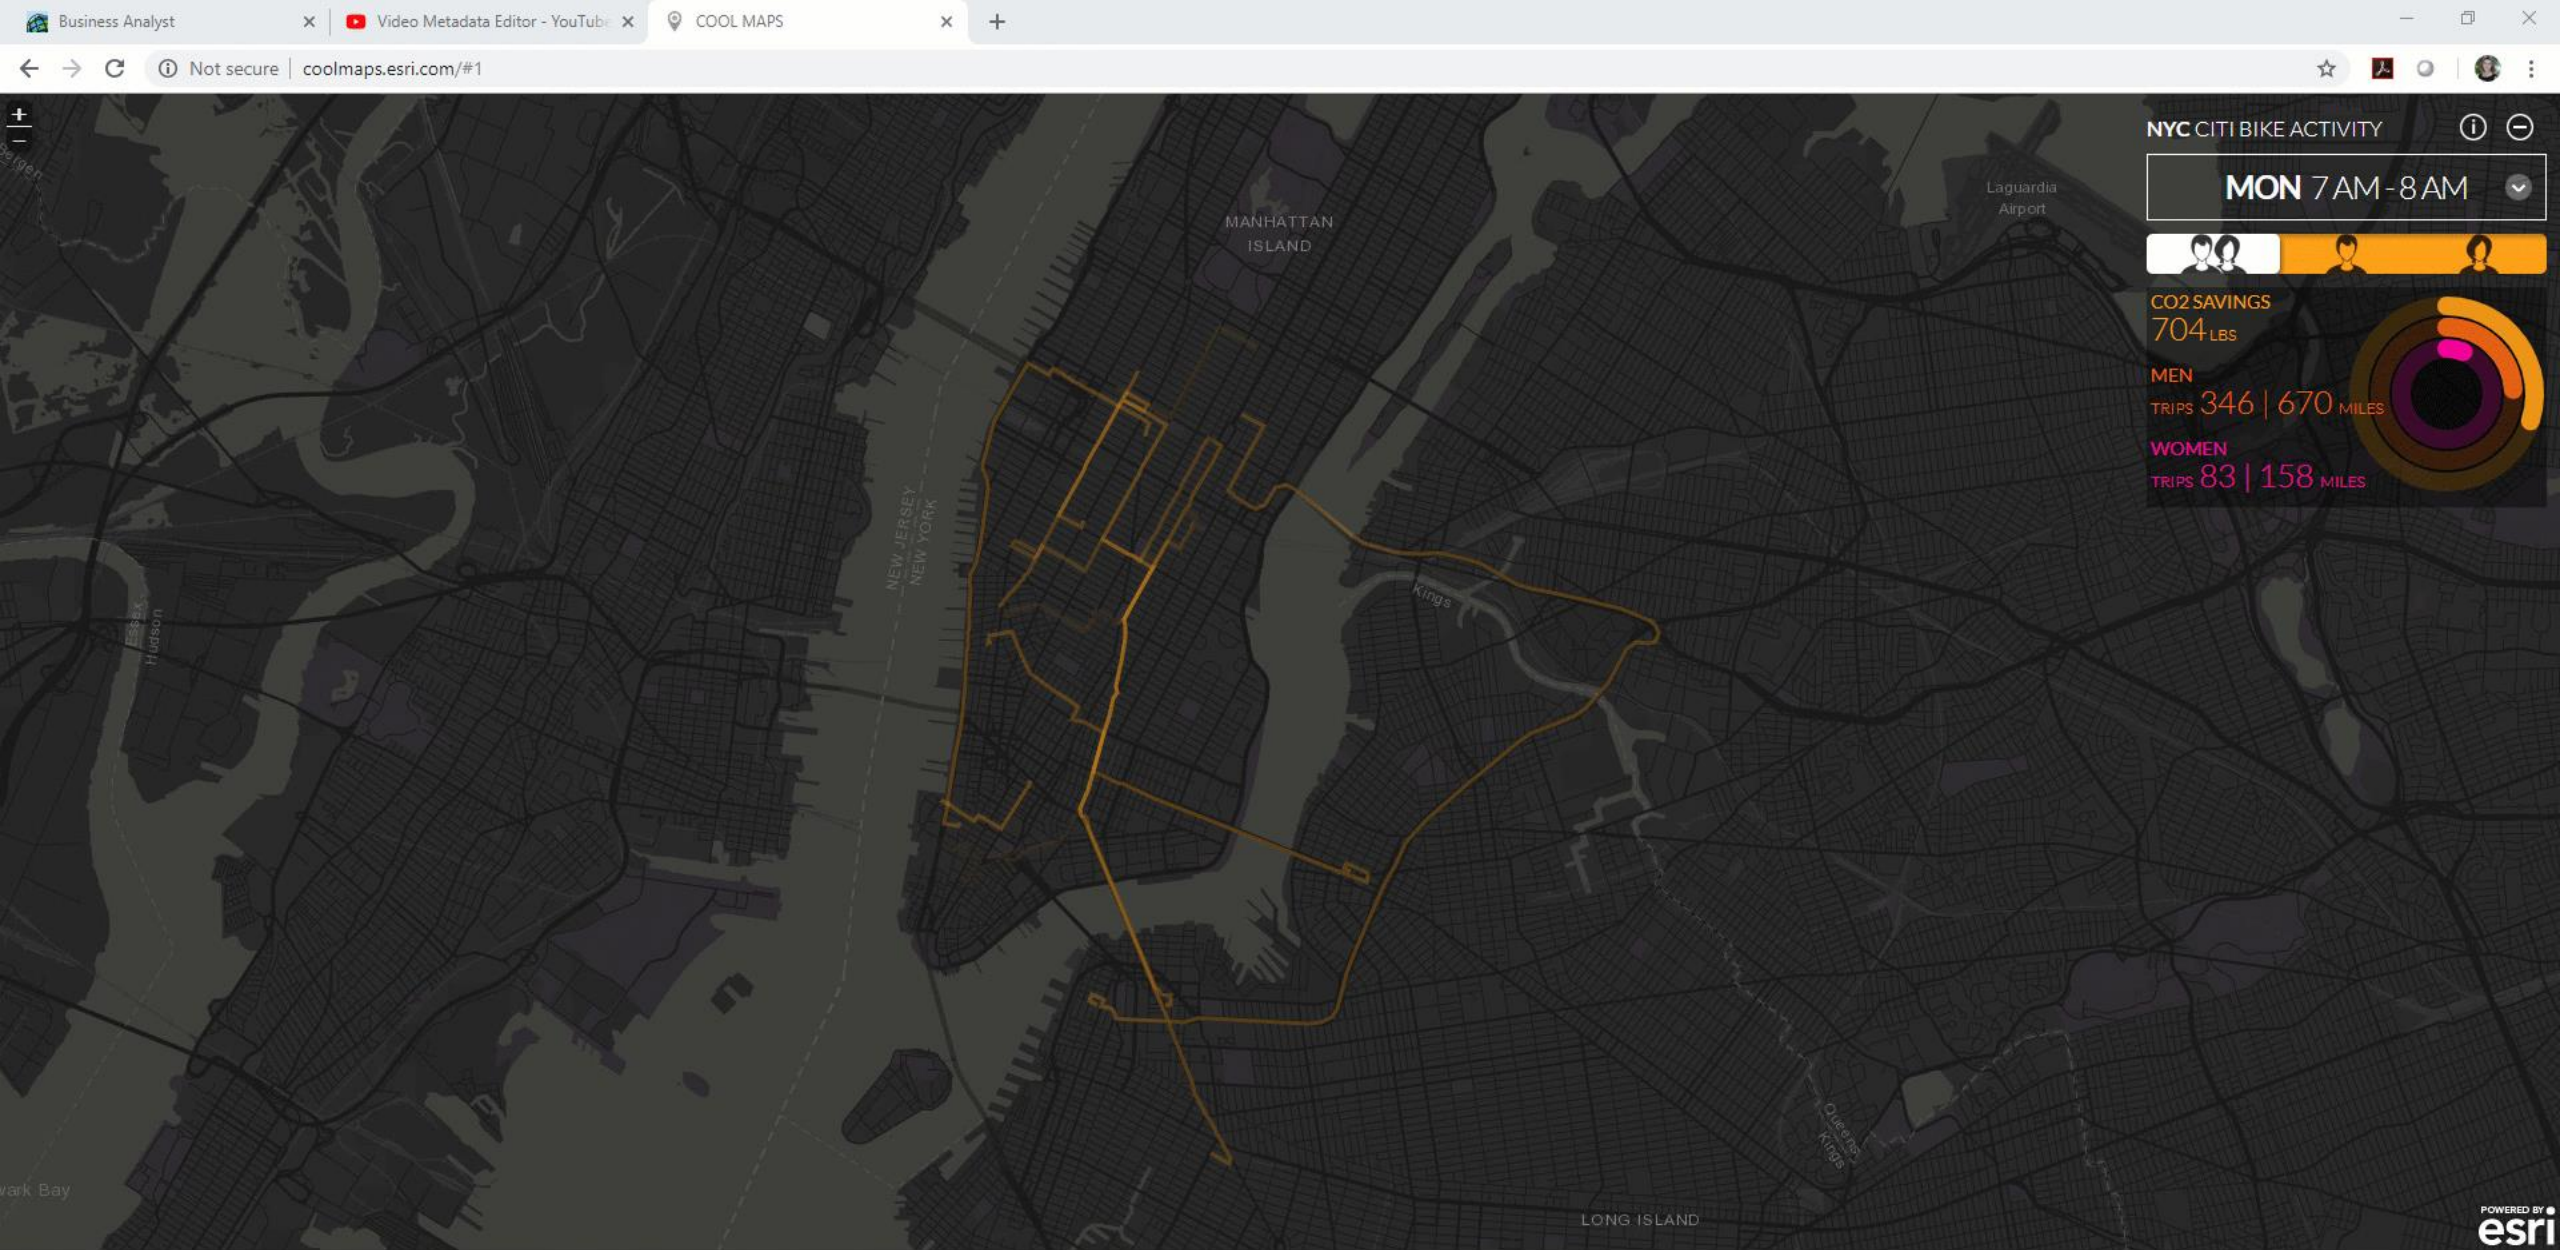 Business Analyst
Video Metadata Editor - YouTube
COOL MAPS
Not secure
coolmaps.esri.com/#1
+
−
Bergen
MANHATTAN
ISLAND
Laguardia
Airport
NEW JERSEY
NEW YORK
Kings
Essex
Hudson
Queens
Kings
LONG ISLAND
wark Bay
NYC CITI BIKE ACTIVITY
MON 7 AM - 8 AM
CO2 SAVINGS
704 LBS
MEN
TRIPS 346 | 670 MILES
WOMEN
TRIPS 83 | 158 MILES
POWERED BY
esri